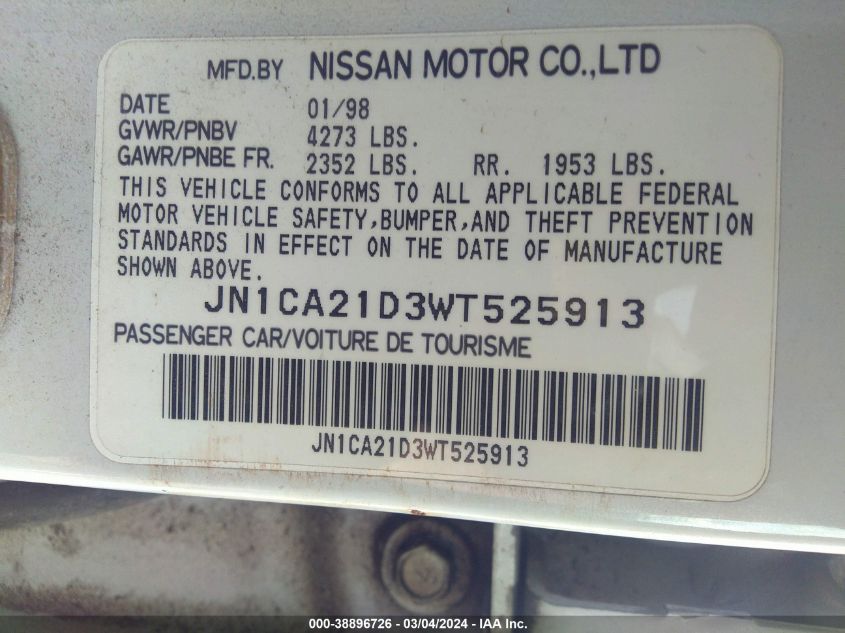 MFD.BY NISSAN MOTOR CO.,LTD
DATE 01/98
GVWR/PNBV 4273 LBS.
GAWR/PNBE FR. 2352 LBS. RR. 1953 LBS.
THIS VEHICLE CONFORMS TO ALL APPLICABLE FEDERAL
MOTOR VEHICLE SAFETY,BUMPER,AND THEFT PREVENTION
STANDARDS IN EFFECT ON THE DATE OF MANUFACTURE
SHOWN ABOVE.
JN1CA21D3WT525913
PASSENGER CAR/VOITURE DE TOURISME
JN1CA21D3WT525913
000-38896726 - 03/04/2024 - IAA Inc.